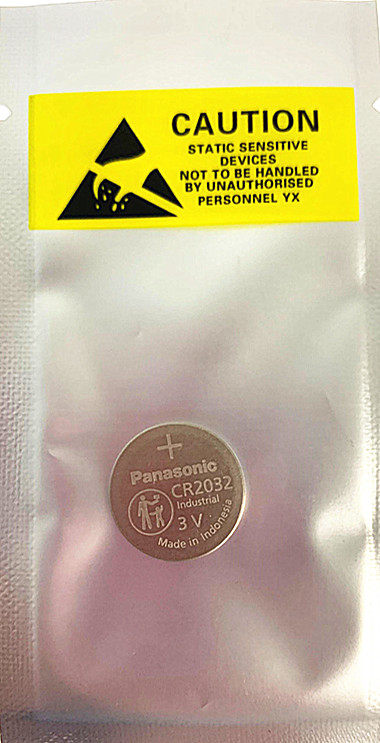 CAUTION
STATIC SENSITIVE
DEVICES
NOT TO BE HANDLED
BY UNAUTHORISED
PERSONNEL YX
+
Panasonic
CR2032
Industrial
3 V
Made in Indonesia